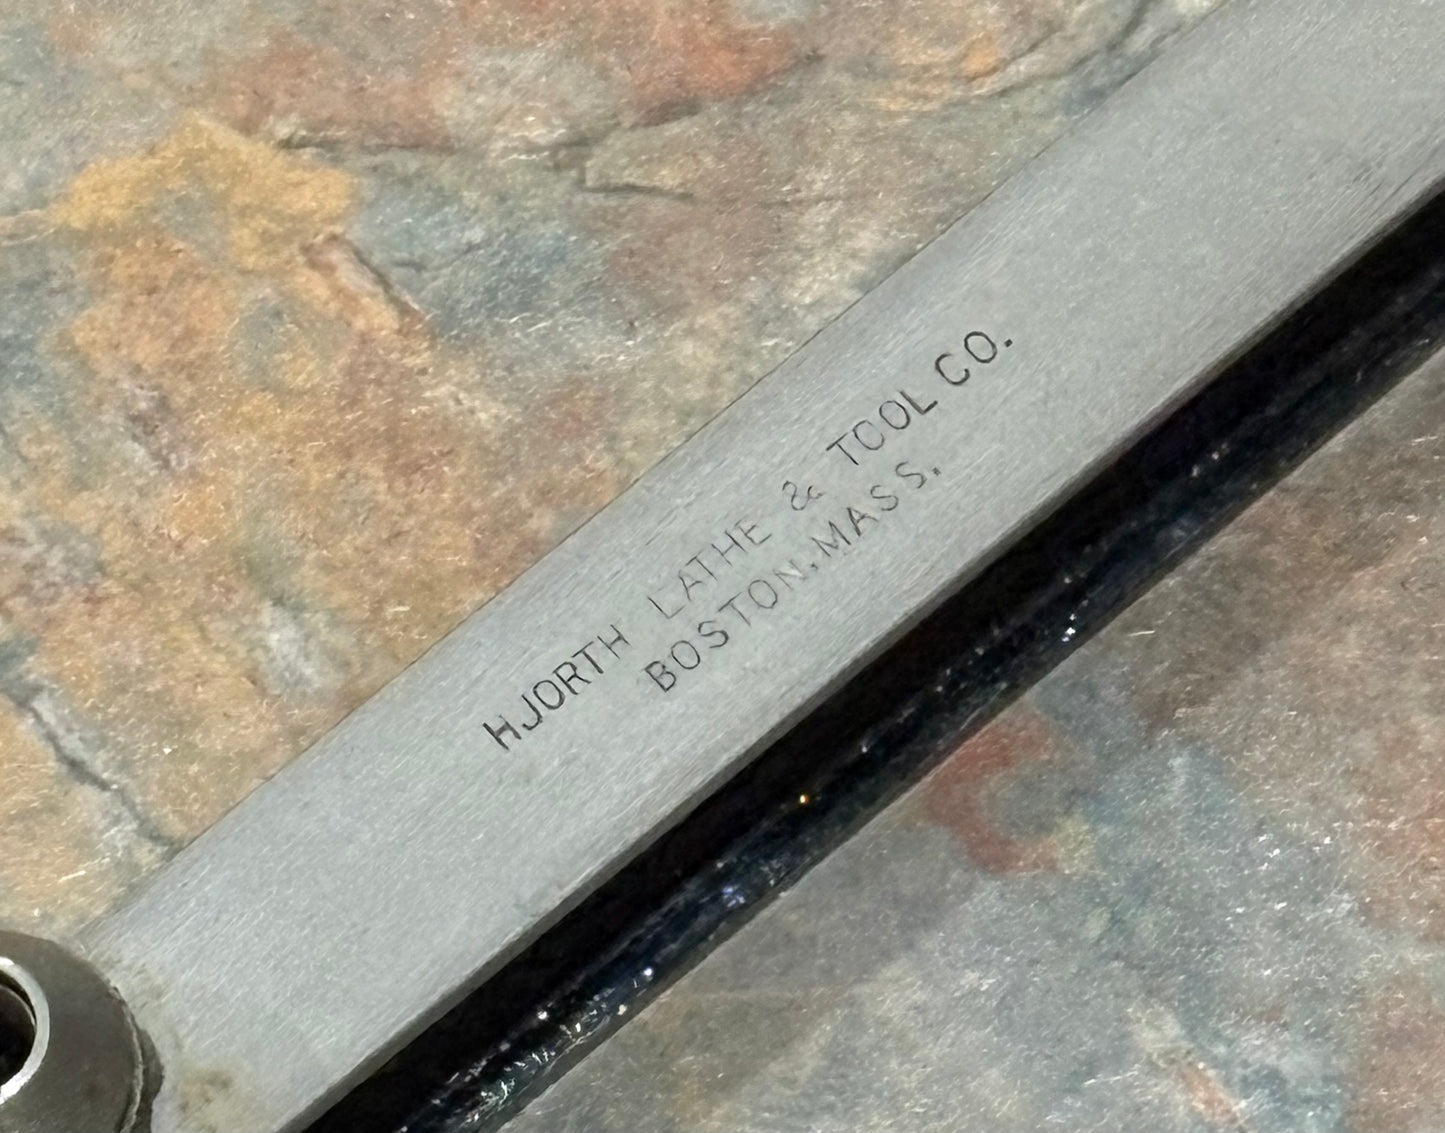 HJORTH LATHE & TOOL CO.
BOSTON, MASS.